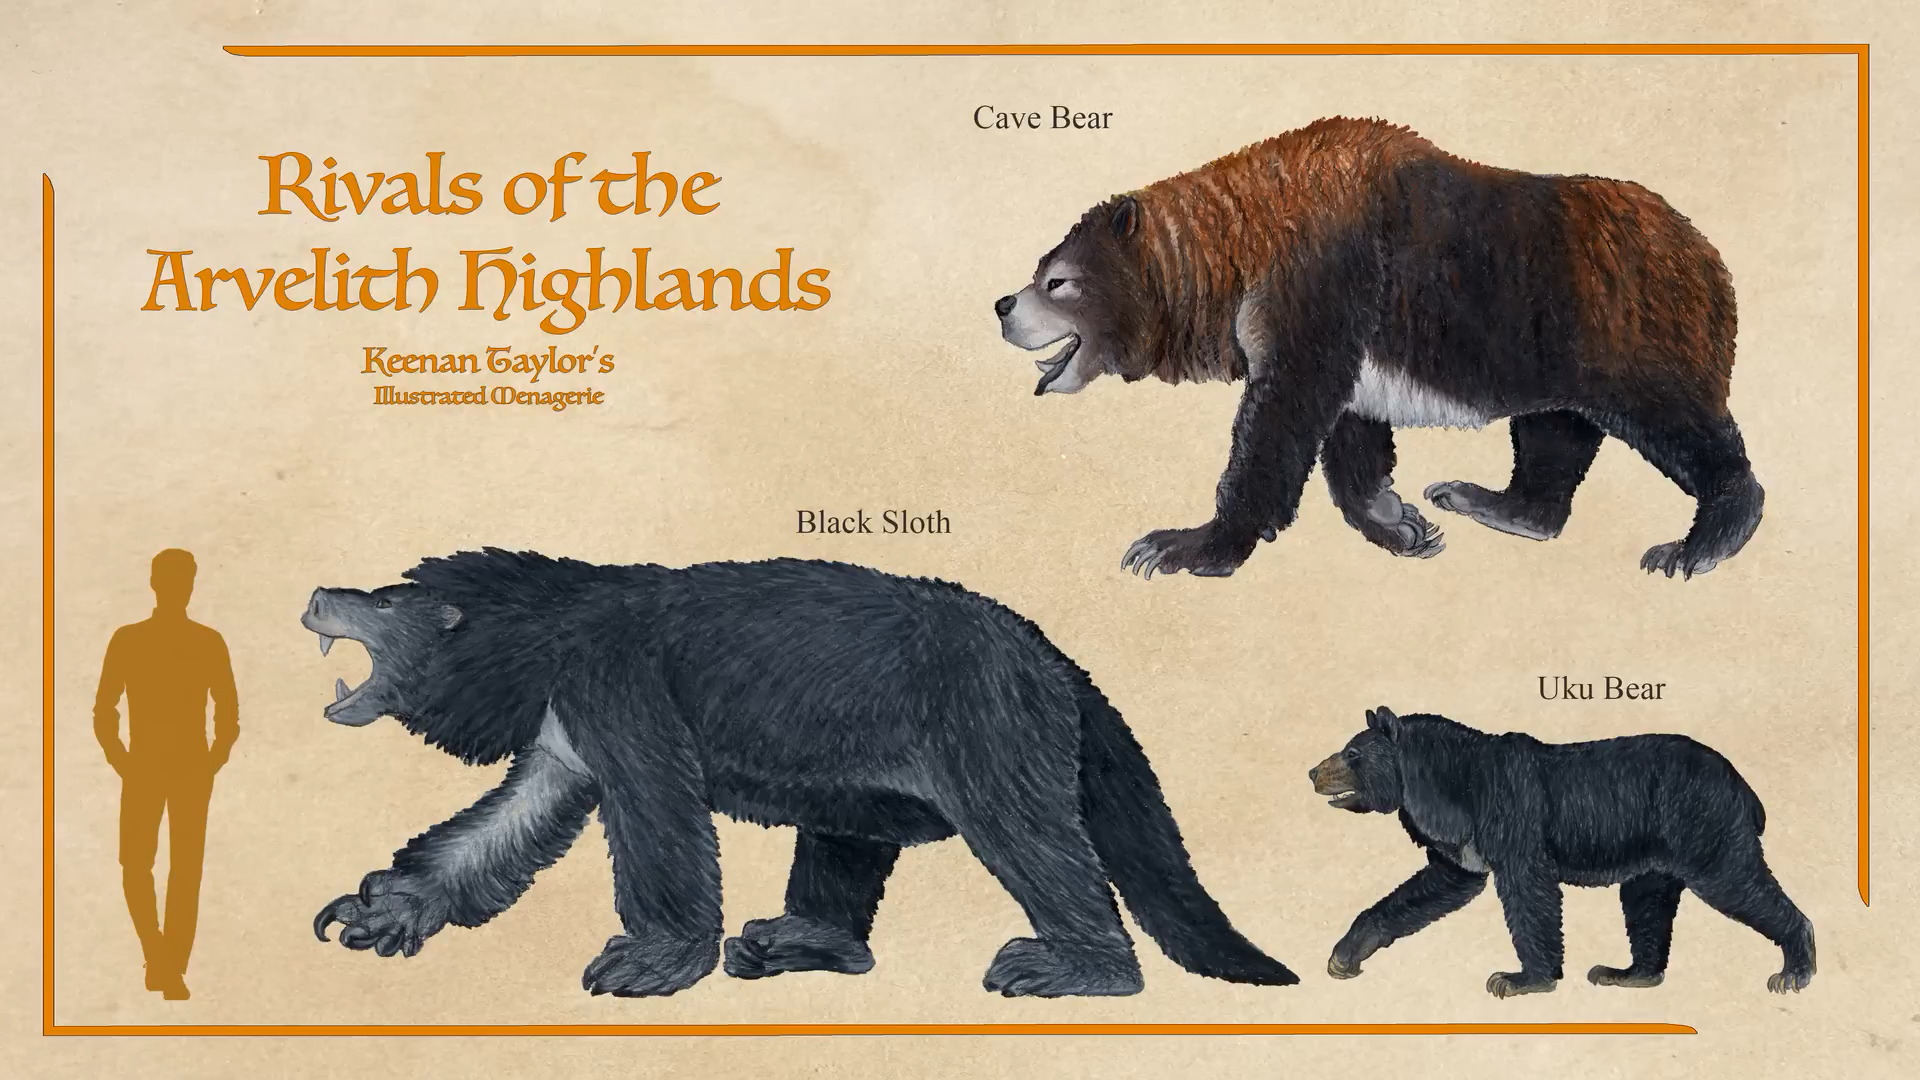 Rivals of the
Arvelith Highlands
Keenan Taylor's
Illustrated Menagerie
Cave Bear
Black Sloth
Uku Bear